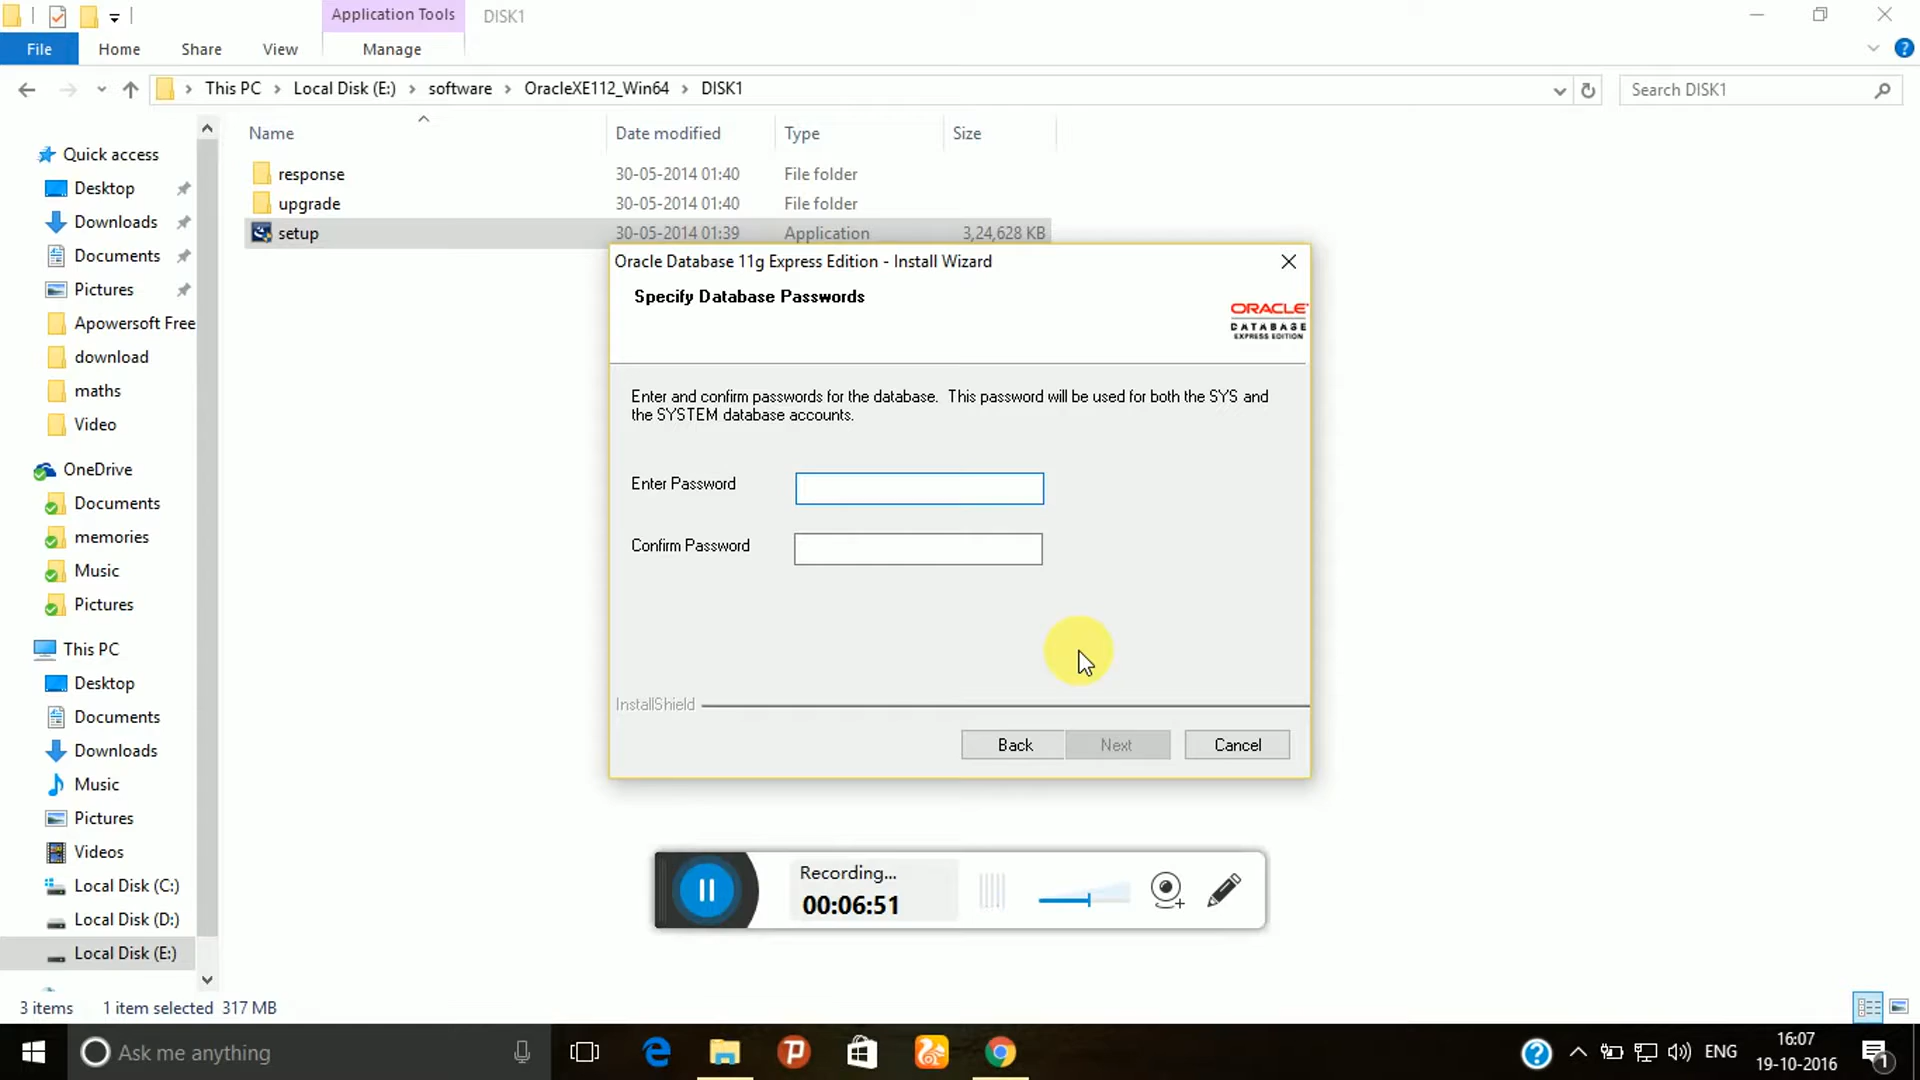 Application Tools
DISK1
File
Home
Share
View
Manage
This PC
Local Disk (E:)
software
OracleXE112_Win64
DISK1
Search DISK1
Name
Date modified
Type
Size
response
30-05-2014 01:40
File folder
upgrade
30-05-2014 01:40
File folder
setup
30-05-2014 01:39
Application
3,24,628 KB
Quick access
Desktop
Downloads
Documents
Pictures
Apowersoft Free
download
maths
Video
OneDrive
Documents
memories
Music
Pictures
This PC
Desktop
Documents
Downloads
Music
Pictures
Videos
Local Disk (C:)
Local Disk (D:)
Local Disk (E:)
Oracle Database 11g Express Edition - Install Wizard
Specify Database Passwords
ORACLE
DATABASE
EXPRESS EDITION
Enter and confirm passwords for the database. This password will be used for both the SYS and
the SYSTEM database accounts.
Enter Password
Confirm Password
InstallShield
Back
Next
Cancel
Recording...
00:06:51
3 items
1 item selected 317 MB
Ask me anything
ENG
16:07
19-10-2016
1